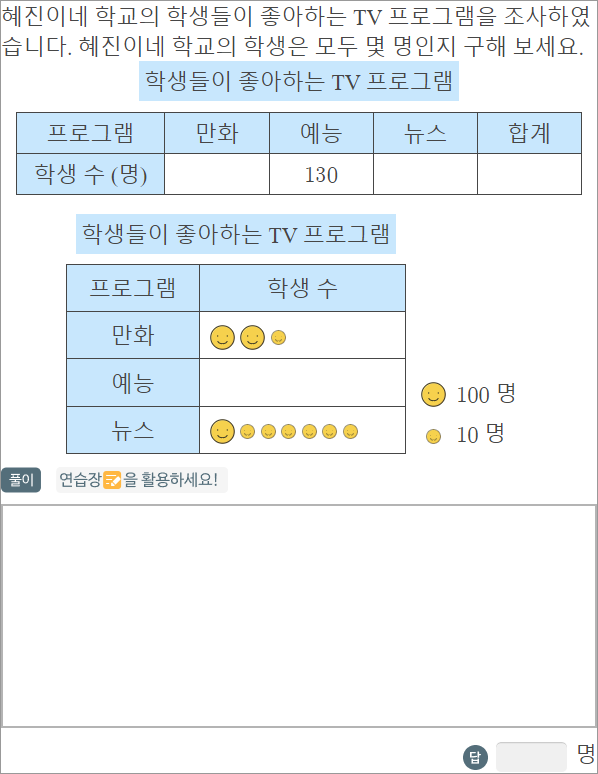 혜진이네 학교의 학생들이 좋아하는 TV 프로그램을 조사하였
습니다. 혜진이네 학교의 학생은 모두 몇 명인지 구해 보세요.
학생들이 좋아하는 TV 프로그램
프로그램 만화 예능 뉴스 합계
학생 수 (명) 130
학생들이 좋아하는 TV 프로그램
프로그램 학생 수
만화
예능
뉴스
100 명
10 명
풀이 연습장을 활용하세요!
답 명